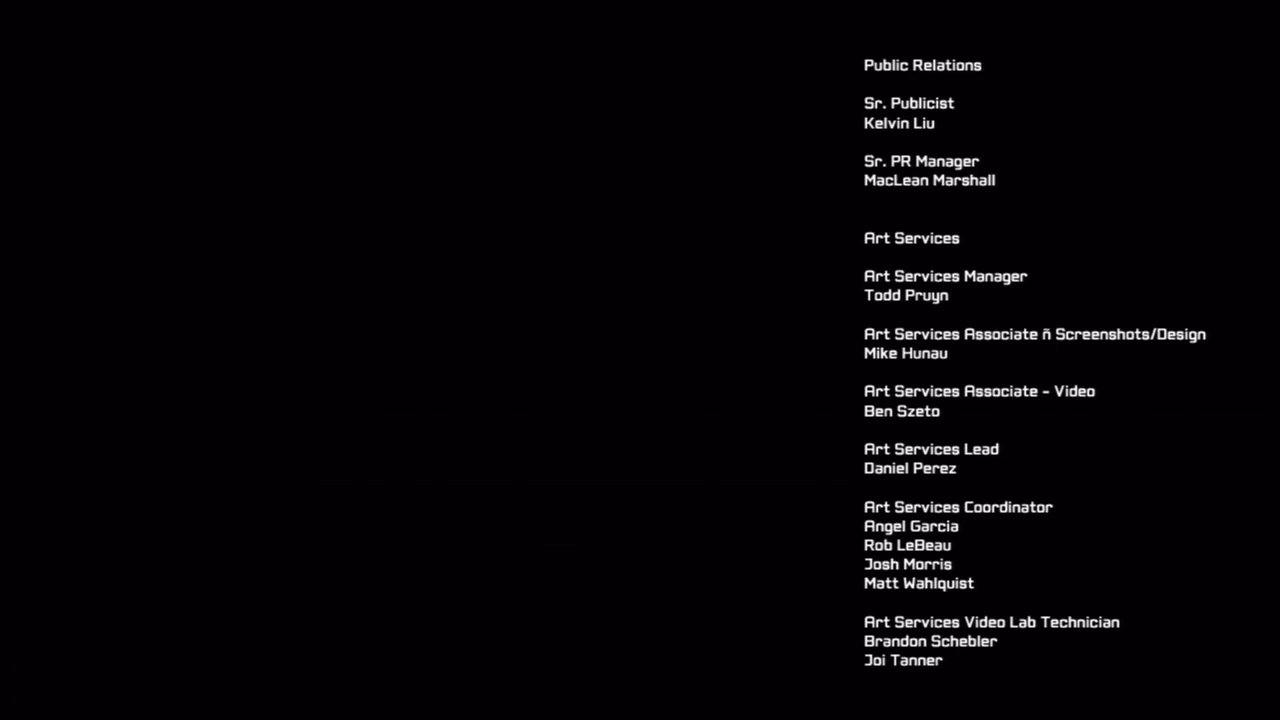 Public Relations
Sr. Publicist
Kelvin Liu
Sr. PR Manager
MacLean Marshall
Art Services
Art Services Manager
Todd Pruyn
Art Services Associate ñ Screenshots/Design
Mike Hunau
Art Services Associate - Video
Ben Szeto
Art Services Lead
Daniel Perez
Art Services Coordinator
Angel Garcia
Rob LeBeau
Josh Morris
Matt Wahlquist
Art Services Video Lab Technician
Brandon Schebler
Joi Tanner